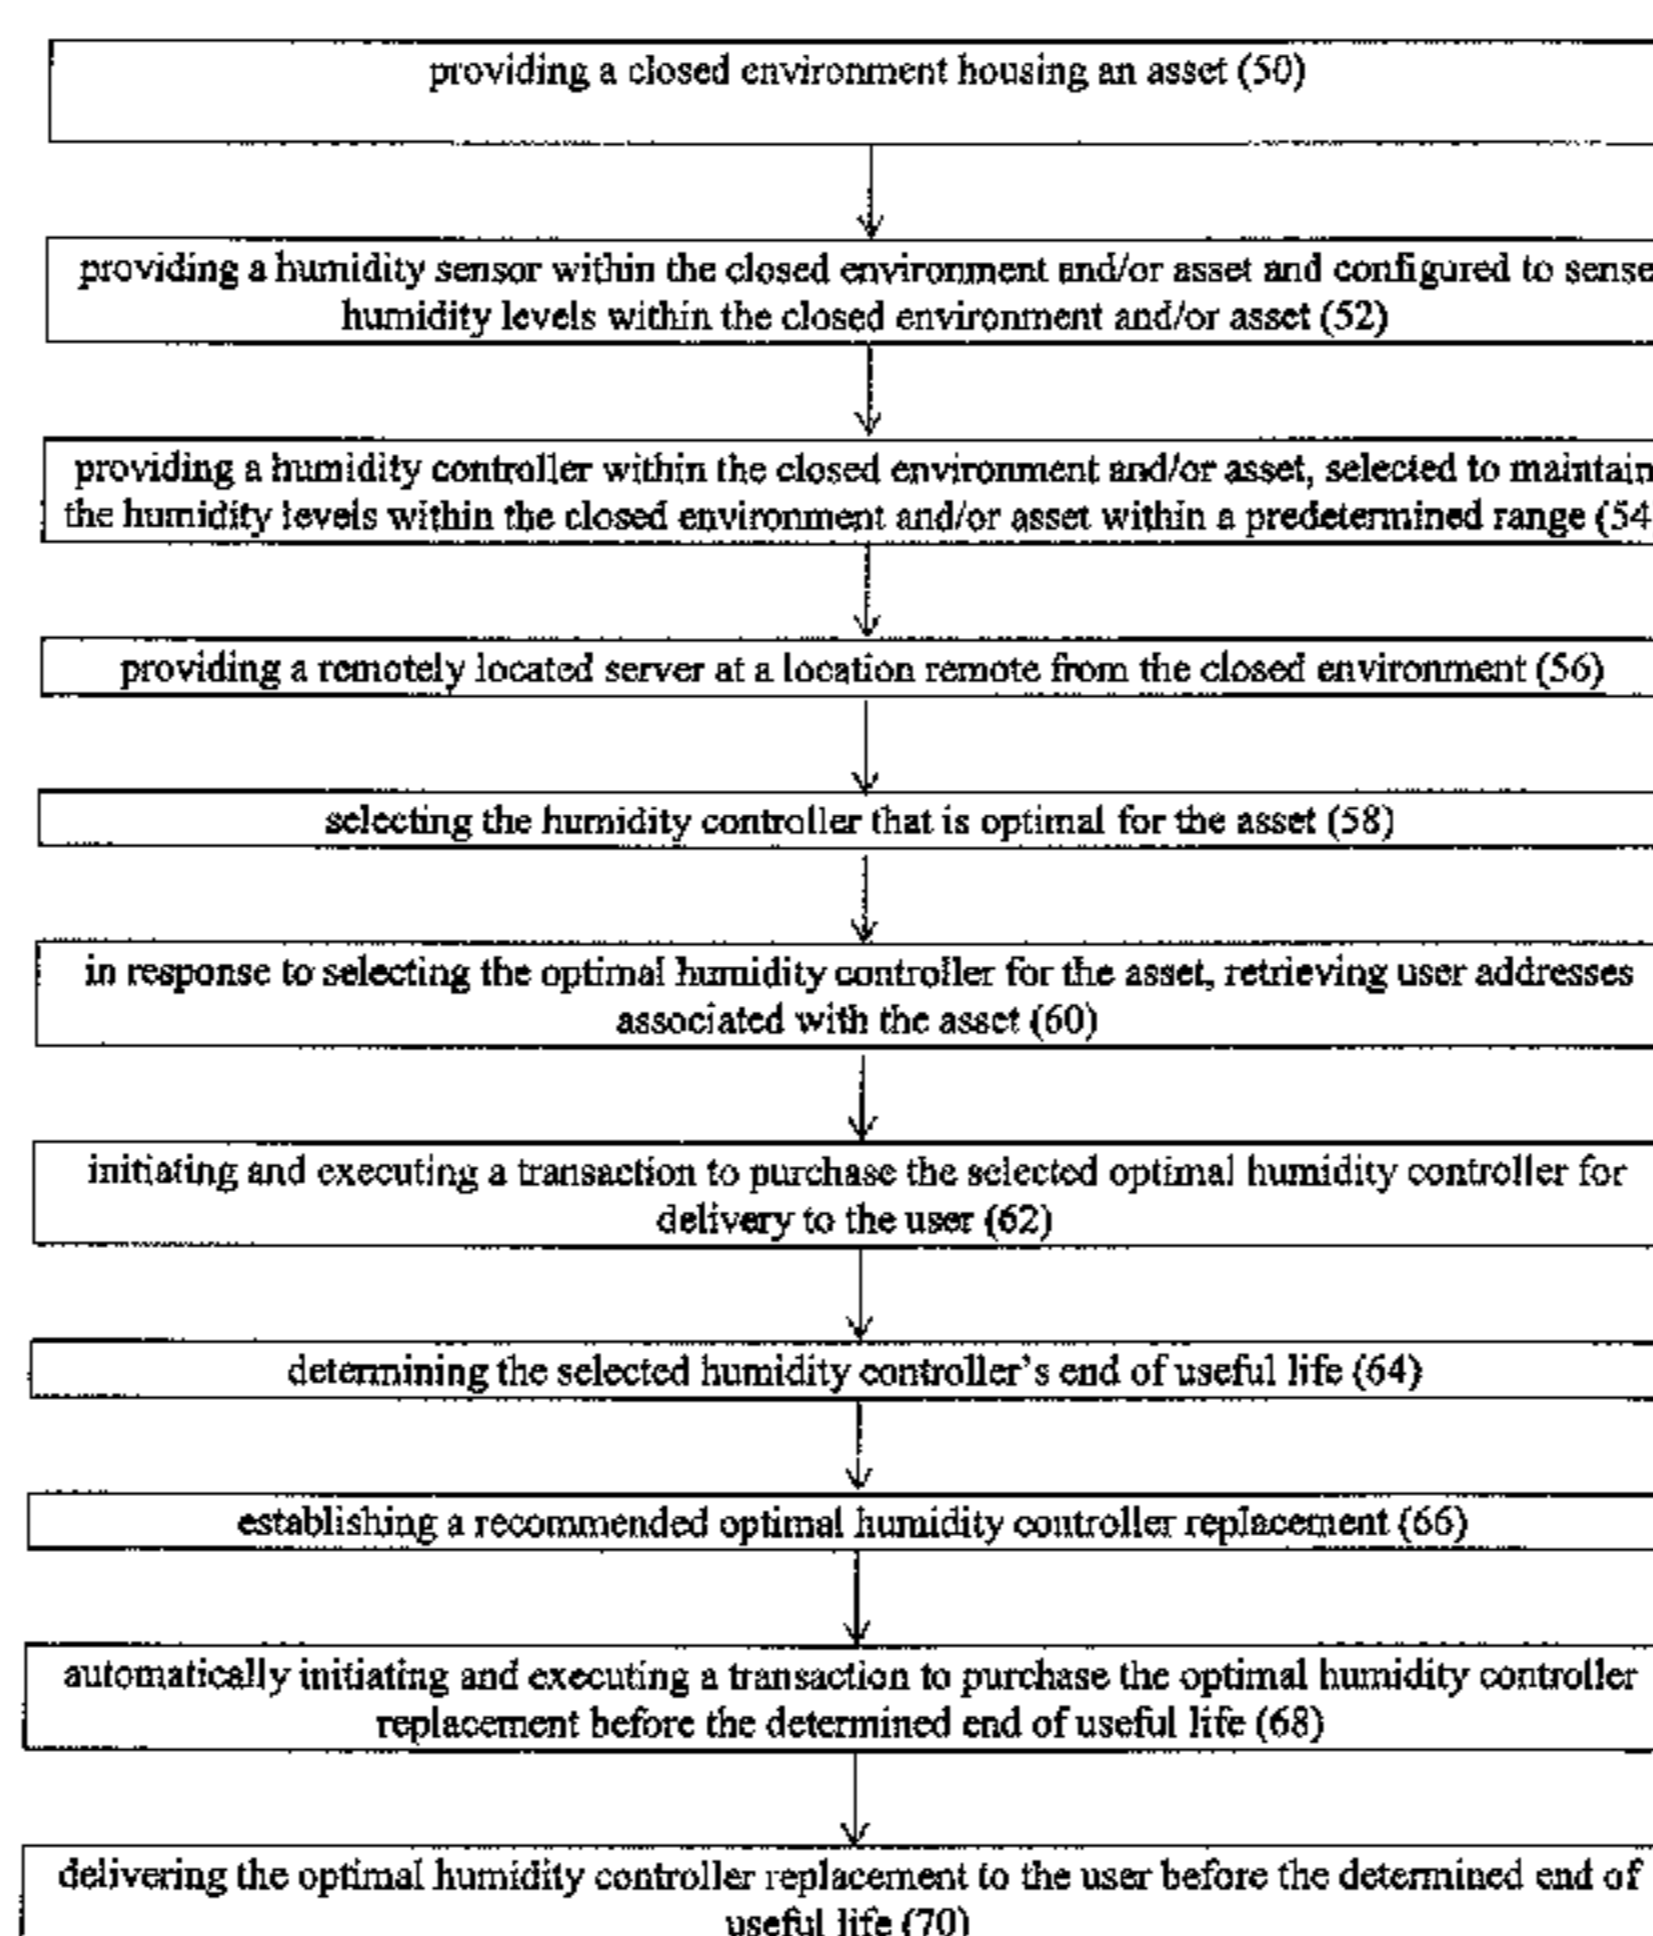 providing a closed environment housing an asset (50)
providing a humidity sensor within the closed environment and/or asset and configured to sense
humidity levels within the closed environment and/or asset (52)
providing a humidity controller within the closed environment and/or asset, selected to maintain
the humidity levels within the closed environment and/or asset within a predetermined range (54
providing a remotely located server at a location remote from the closed environment (56)
selecting the humidity controller that is optimal for the asset (58)
in response to selecting the optimal humidity controller for the asset, retrieving user addresses
associated with the asset (60)
initiating and executing a transaction to purchase the selected optimal humidity controller for
delivery to the user (62)
determining the selected humidity controller's end of useful life (64)
establishing a recommended optimal humidity controller replacement (66)
automatically initiating and executing a transaction to purchase the optimal humidity controller
replacement before the determined end of useful life (68)
delivering the optimal humidity controller replacement to the user before the determined end of
useful life (70)